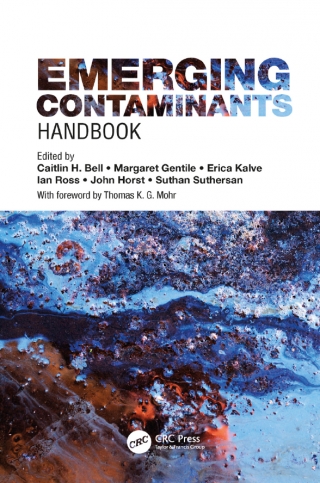 EMERGING
CONTAMINANTS
HANDBOOK
Edited by
Caitlin H. Bell • Margaret Gentile • Erica Kalve
Ian Ross • John Horst • Suthan Suthersan
With foreword by Thomas K. G. Mohr
CRC
CRC Press
Taylor & Francis Group